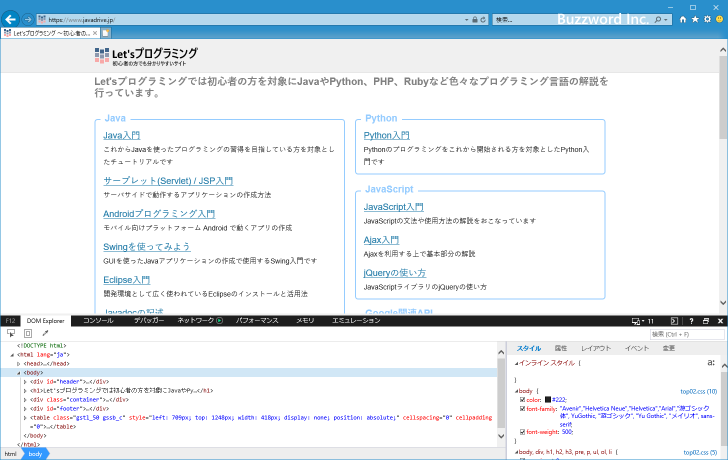 https://www.javadrive.jp/
検索...
Buzzword Inc.
Let'sプログラミング ～初心者の...
Let'sプログラミング
初心者の方でも分かりやすいサイト
Let'sプログラミングでは初心者の方を対象にJavaやPython、PHP、Rubyなど色々なプログラミング言語の解説を
行っています。
Java
Java入門
これからJavaを使ったプログラミングの習得を目指している方を対象とし
たチュートリアルです
サーブレット(Servlet) / JSP入門
サーバサイドで動作するアプリケーションの作成方法
Androidプログラミング入門
モバイル向けプラットフォーム Android で動くアプリの作成
Swingを使ってみよう
GUIを使ったJavaアプリケーションの作成で使用するSwing入門です
Eclipse入門
開発環境として広く使われているEclipseのインストールと活用法
Javadocの記述
Python
Python入門
Pythonのプログラミングをこれから開始される方を対象としたPython入
門です
JavaScript
JavaScript入門
JavaScriptの文法や使用方法の解説をおこなっています
Ajax入門
Ajaxを利用する上で基本部分の解説
jQueryの使い方
JavaScriptライブラリのjQueryの使い方
Google関連API
F12 DOM Explorer コンソール デバッガー ネットワーク パフォーマンス メモリ エミュレーション 11 ?
検索 (Ctrl + F)
<!DOCTYPE html>
<html lang="ja">
<head>…</head>
<body>
<div id="header">…</div>
<h1>Let'sプログラミングでは初心者の方を対象にJavaやPy…</h1>
<div class="container">…</div>
<div id="footer">…</div>
<table class="gstl_50 gssb_c" style="left: 709px; top: 1248px; width: 418px; display: none; position: absolute;" cellspacing="0" cellpadding
="0">…</table>
</body>
</html>
html body
スタイル 属性 レイアウト イベント 変更
インライン スタイル { a:
}
body { top02.css (10)
color: #222;
font-family: "Avenir","Helvetica Neue","Helvetica","Arial","游ゴシック
体", YuGothic, "游ゴシック", "Yu Gothic", "メイリオ", sans-
serif;
font-weight: 500;
}
body, div, h1, h2, h3, pre, p, ul, ol, li { top02.css (5)